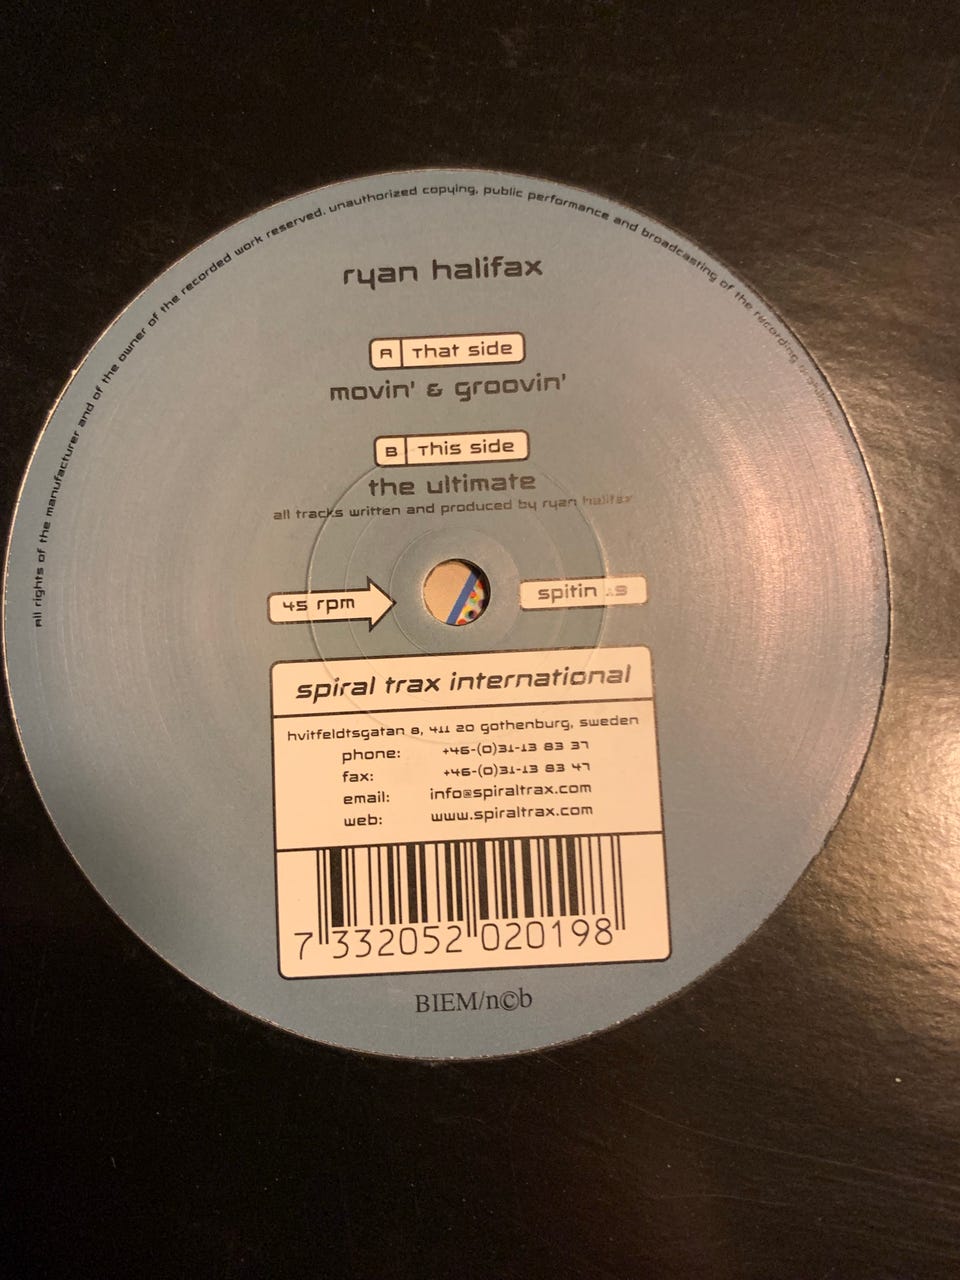 All rights of the manufacturer and of the owner of the recorded work reserved. unauthorized copying, public performance and broadcasting of the recording
ryan halifax
A That side
movin' & groovin'
B This side
the ultimate
all tracks written and produced by ryan halifax
45 rpm
spitin
spiral trax international
hvitfeldtsgatan 8, 411 20 gothenburg, sweden
phone: +46-(0)31-13 83 37
fax: +46-(0)31-13 83 47
email: info@spiraltrax.com
web: www.spiraltrax.com
7 332052 020198
BIEM/n©b